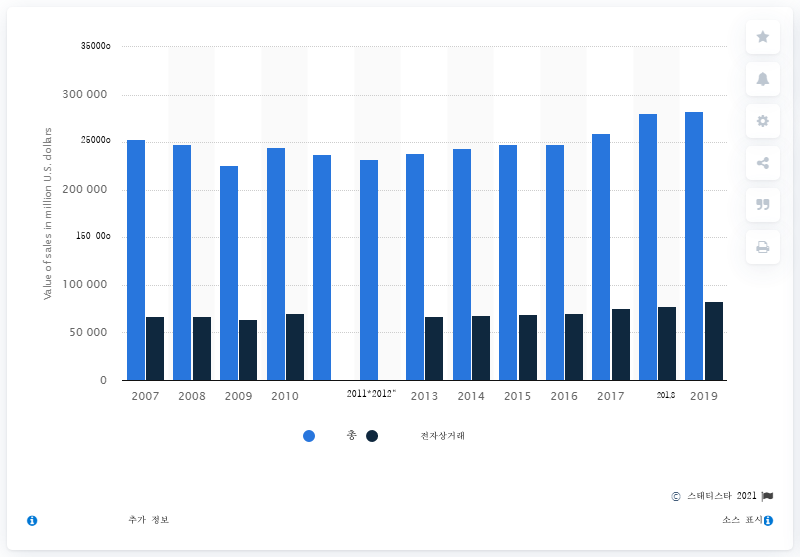 35000o
300 000
25000o
200 000
150 00o
100 000
50 000
0
Value of sales in million U.S. dollars
2007 2008 2009 2010 2011*2012* 2013 2014 2015 2016 2017 2018 2019
총 전자상거래
© 스태티스타 2021
추가 정보 소스 표시